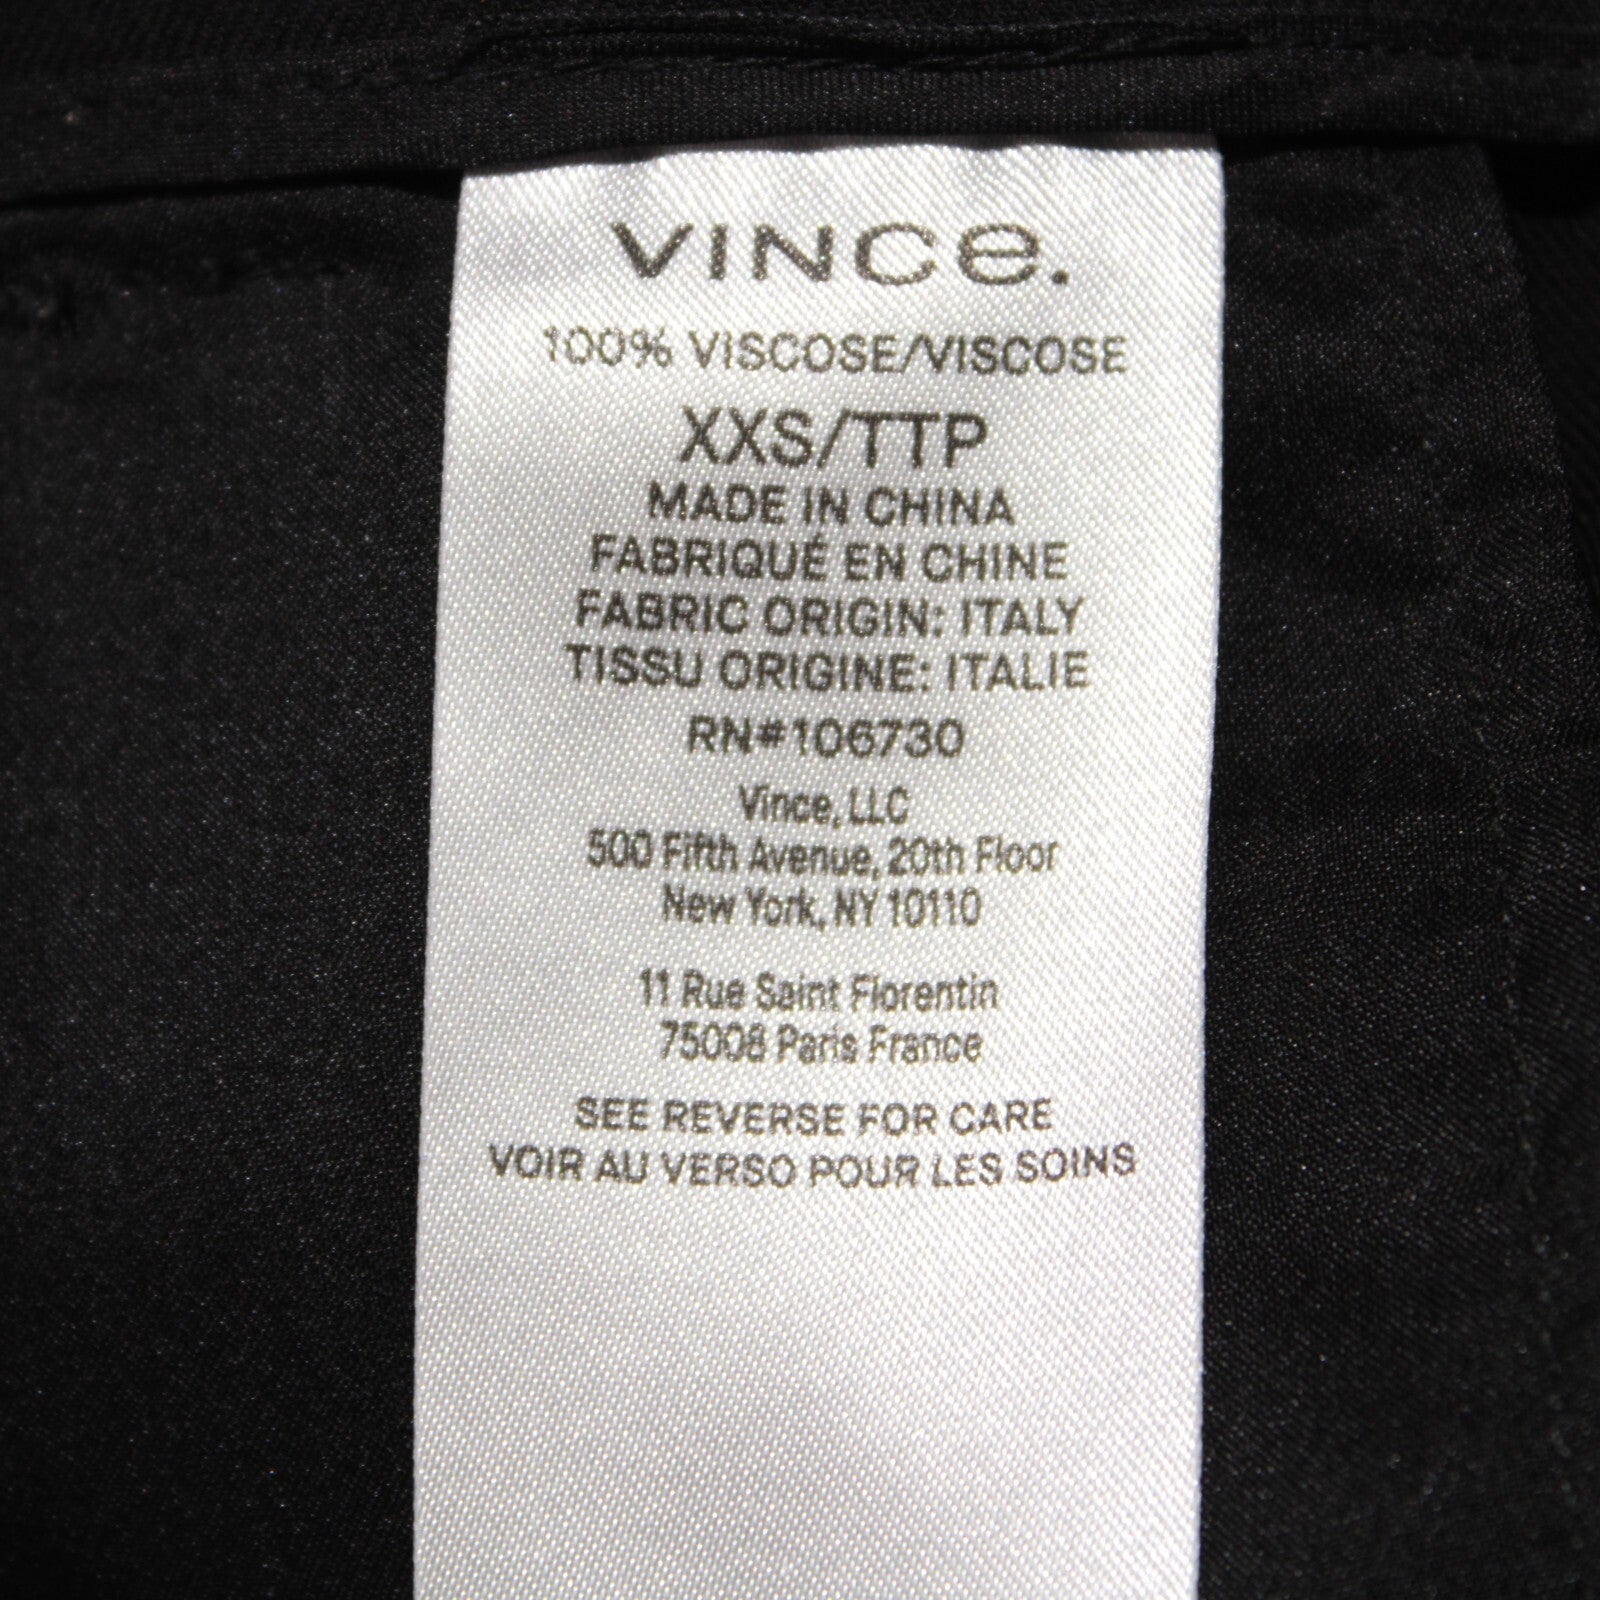 VINCE.
100% VISCOSE/VISCOSE
XXS/TTP
MADE IN CHINA
FABRIQUÉ EN CHINE
FABRIC ORIGIN: ITALY
TISSU ORIGINE: ITALIE
RN#106730
Vince, LLC
500 Fifth Avenue, 20th Floor
New York, NY 10110
11 Rue Saint Florentin
75008 Paris France
SEE REVERSE FOR CARE
VOIR AU VERSO POUR LES SOINS